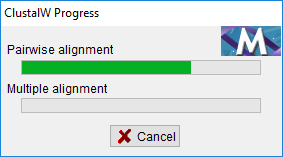 ClustalW Progress
M
Pairwise alignment
Multiple alignment
Cancel